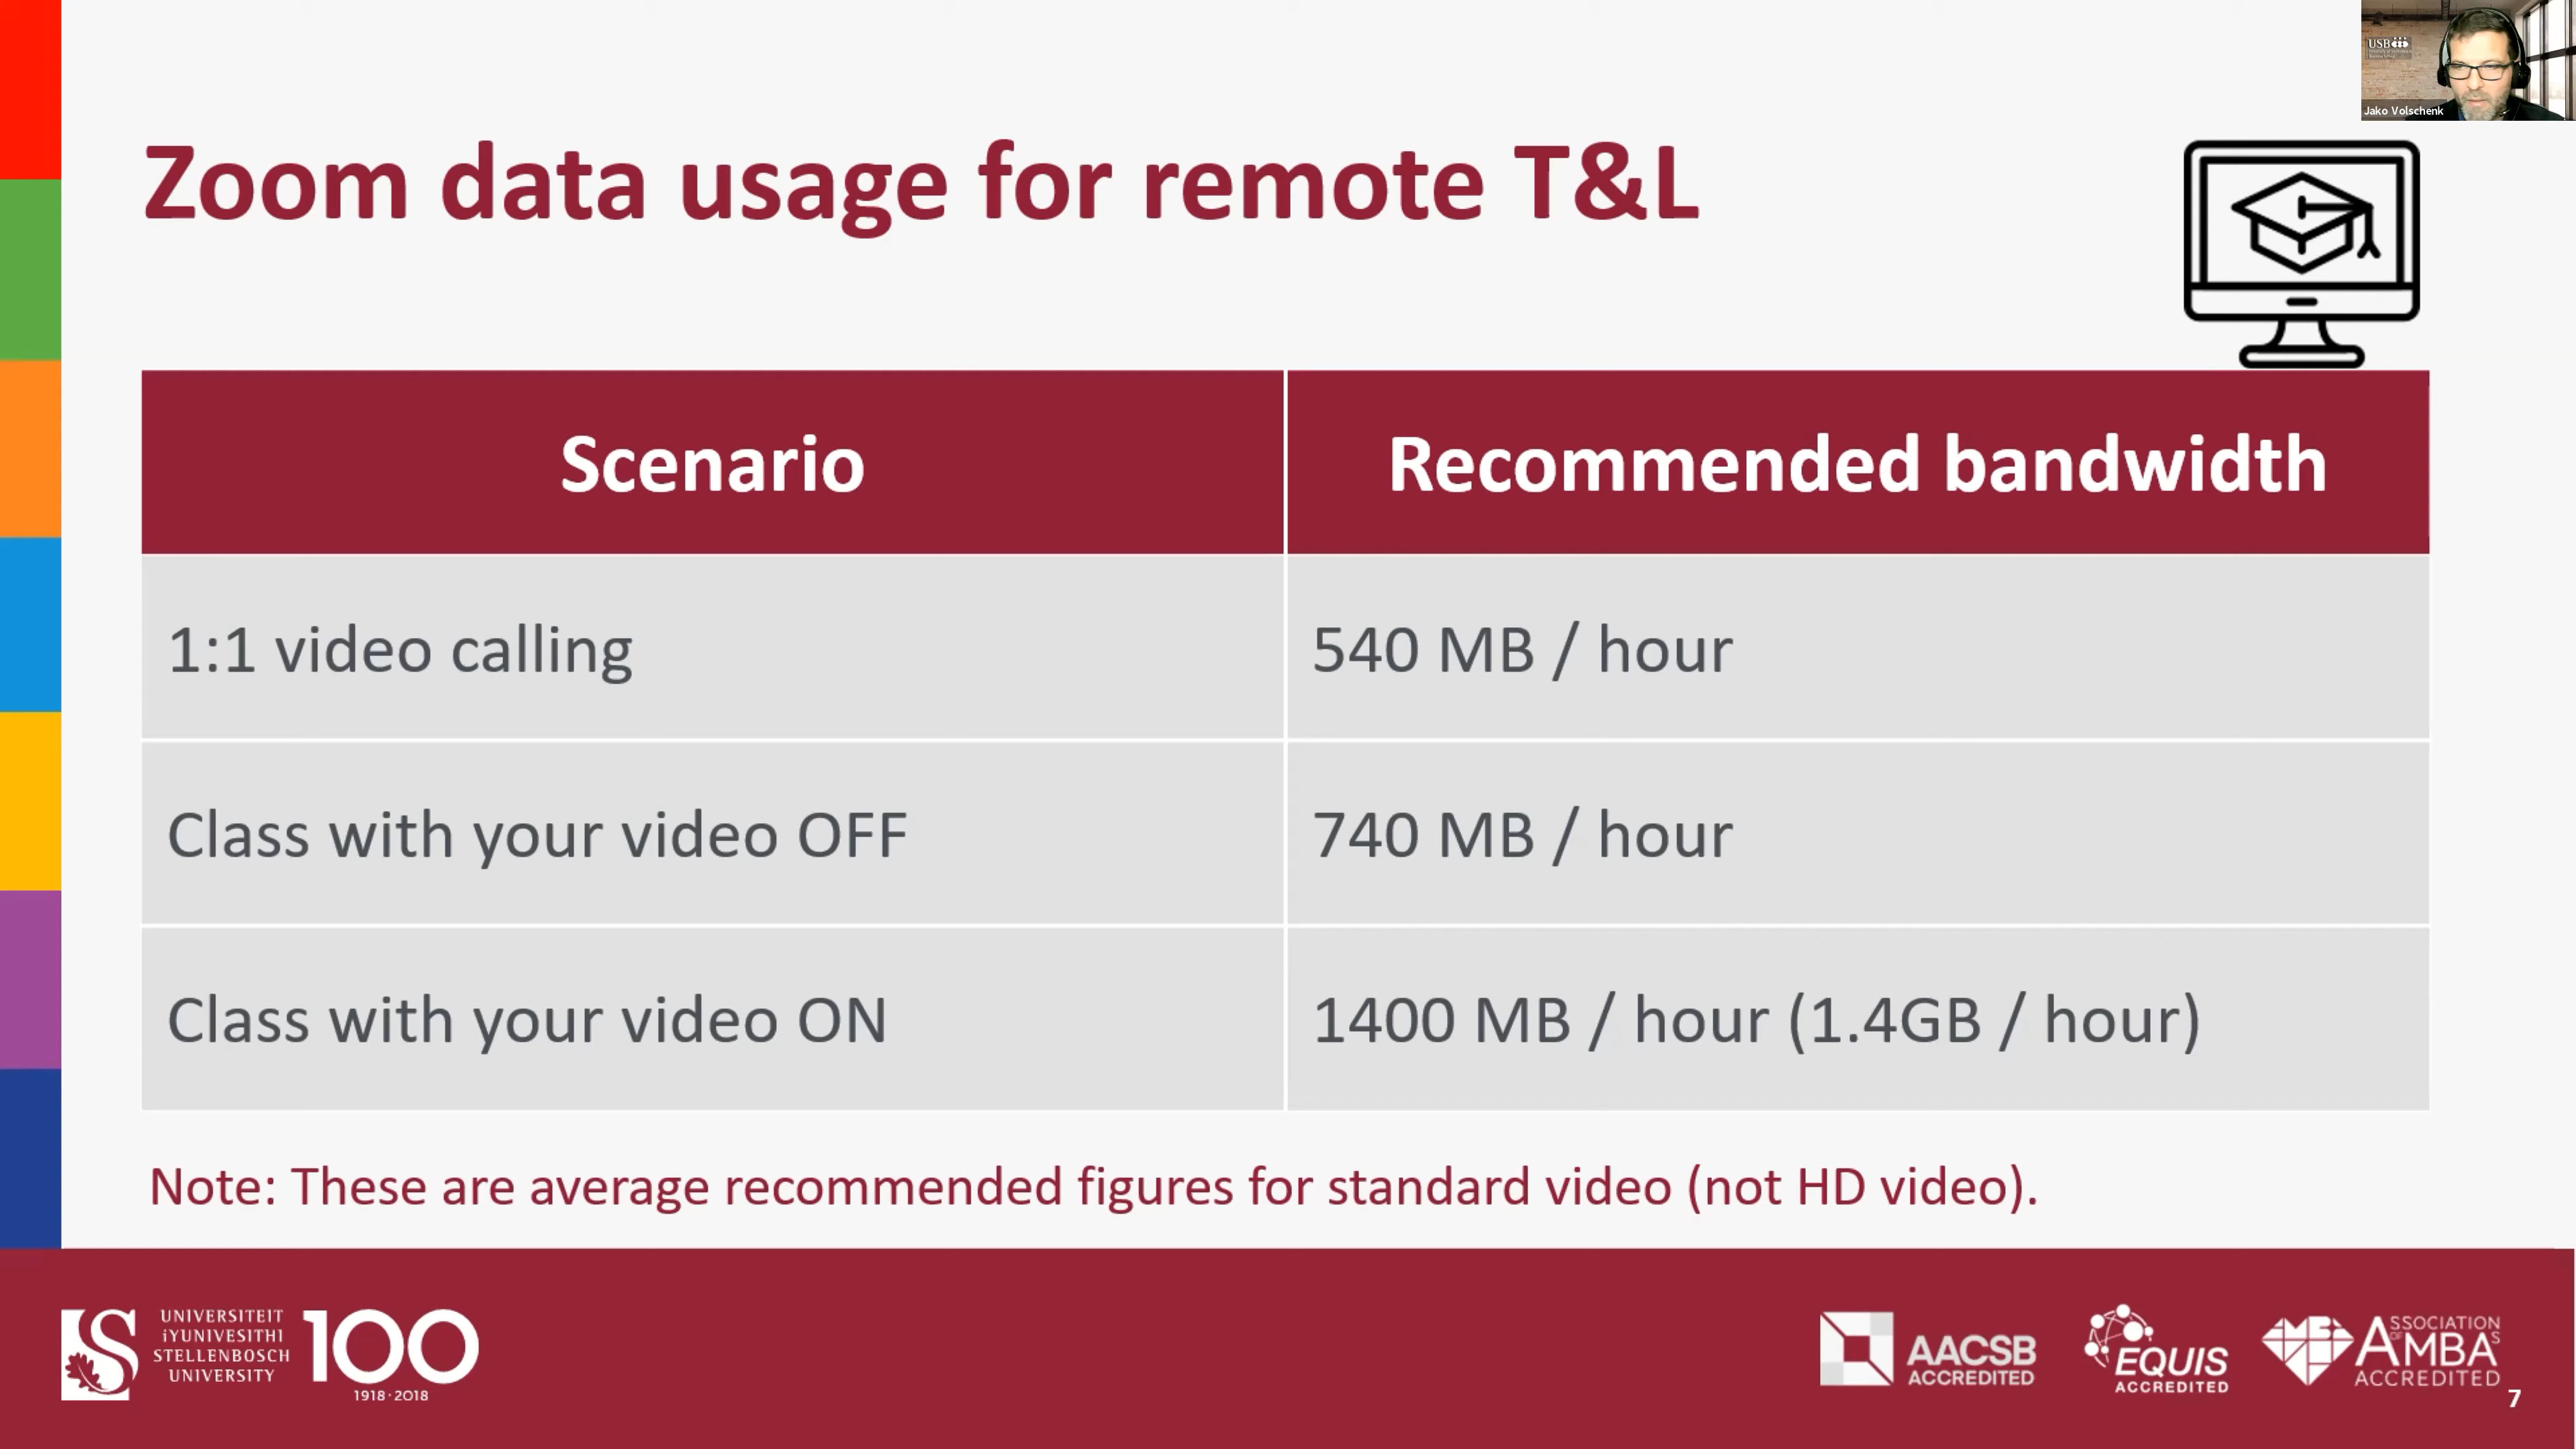 USB
Jako Volschenk
Zoom data usage for remote T&L
Scenario
Recommended bandwidth
1:1 video calling
540 MB / hour
Class with your video OFF
740 MB / hour
Class with your video ON
1400 MB / hour (1.4GB / hour)
Note: These are average recommended figures for standard video (not HD video).
UNIVERSITEIT
iYUNIVESITHI
STELLENBOSCH
UNIVERSITY
100
1918·2018
AACSB
ACCREDITED
EQUIS
ACCREDITED
ASSOCIATION
OF MBAs
ACCREDITED
7